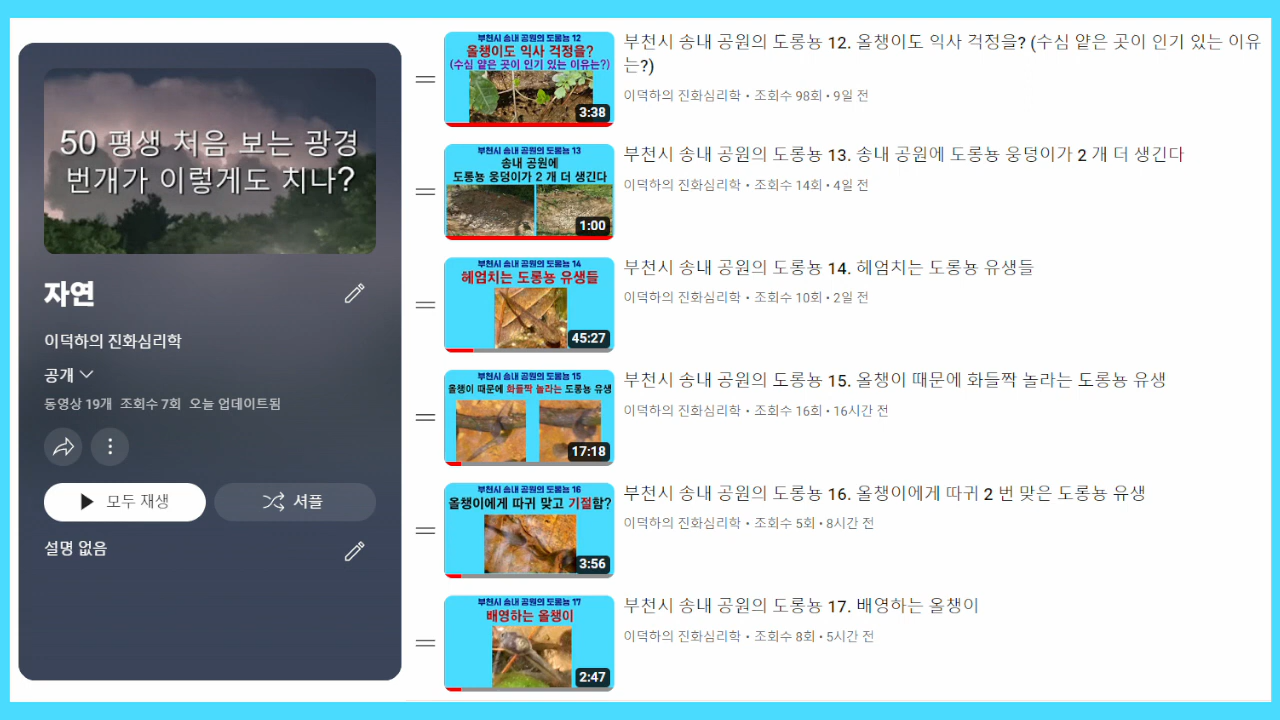 50 평생 처음 보는 광경
번개가 이렇게도 치나?
자연
이덕하의 진화심리학
공개
동영상 19개 조회수 7회 오늘 업데이트됨
모두 재생
셔플
설명 없음
부천시 송내 공원의 도롱뇽 12
올챙이도 익사 걱정을?
(수심 얕은 곳이 인기 있는 이유는?)
3:38
부천시 송내 공원의 도롱뇽 12. 올챙이도 익사 걱정을? (수심 얕은 곳이 인기 있는 이유
는?)
이덕하의 진화심리학 • 조회수 98회 • 9일 전
부천시 송내 공원의 도롱뇽 13
송내 공원에
도롱뇽 웅덩이가 2 개 더 생긴다
1:00
부천시 송내 공원의 도롱뇽 13. 송내 공원에 도롱뇽 웅덩이가 2 개 더 생긴다
이덕하의 진화심리학 • 조회수 14회 • 4일 전
부천시 송내 공원의 도롱뇽 14
헤엄치는 도롱뇽 유생들
45:27
부천시 송내 공원의 도롱뇽 14. 헤엄치는 도롱뇽 유생들
이덕하의 진화심리학 • 조회수 10회 • 2일 전
부천시 송내 공원의 도롱뇽 15
올챙이 때문에 화들짝 놀라는 도롱뇽 유생
17:18
부천시 송내 공원의 도롱뇽 15. 올챙이 때문에 화들짝 놀라는 도롱뇽 유생
이덕하의 진화심리학 • 조회수 16회 • 16시간 전
부천시 송내 공원의 도롱뇽 16
올챙이에게 따귀 맞고 기절함?
3:56
부천시 송내 공원의 도롱뇽 16. 올챙이에게 따귀 2 번 맞은 도롱뇽 유생
이덕하의 진화심리학 • 조회수 5회 • 8시간 전
부천시 송내 공원의 도롱뇽 17
배영하는 올챙이
2:47
부천시 송내 공원의 도롱뇽 17. 배영하는 올챙이
이덕하의 진화심리학 • 조회수 8회 • 5시간 전